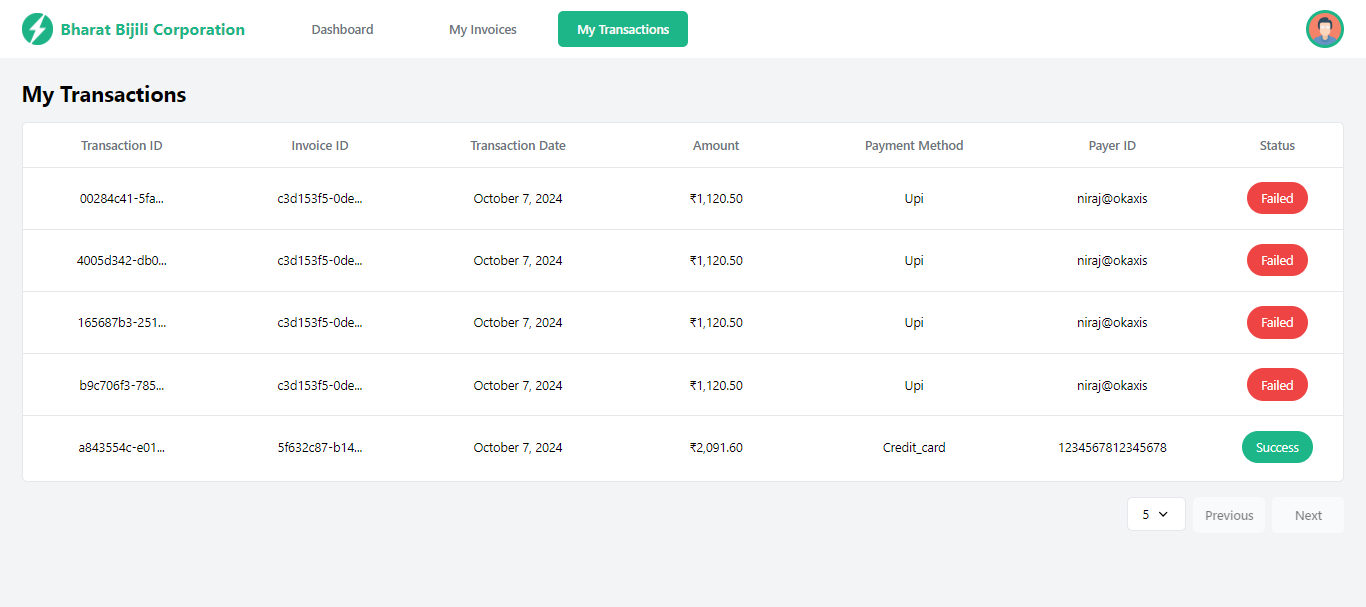 Bharat Bijili Corporation Dashboard My Invoices My Transactions
My Transactions
Transaction ID Invoice ID Transaction Date Amount Payment Method Payer ID Status
00284c41-5fa... c3d153f5-0de... October 7, 2024 ₹1,120.50 Upi niraj@okaxis Failed
4005d342-db0... c3d153f5-0de... October 7, 2024 ₹1,120.50 Upi niraj@okaxis Failed
165687b3-251... c3d153f5-0de... October 7, 2024 ₹1,120.50 Upi niraj@okaxis Failed
b9c706f3-785... c3d153f5-0de... October 7, 2024 ₹1,120.50 Upi niraj@okaxis Failed
a843554c-e01... 5f632c87-b14... October 7, 2024 ₹2,091.60 Credit_card 1234567812345678 Success
5 Previous Next